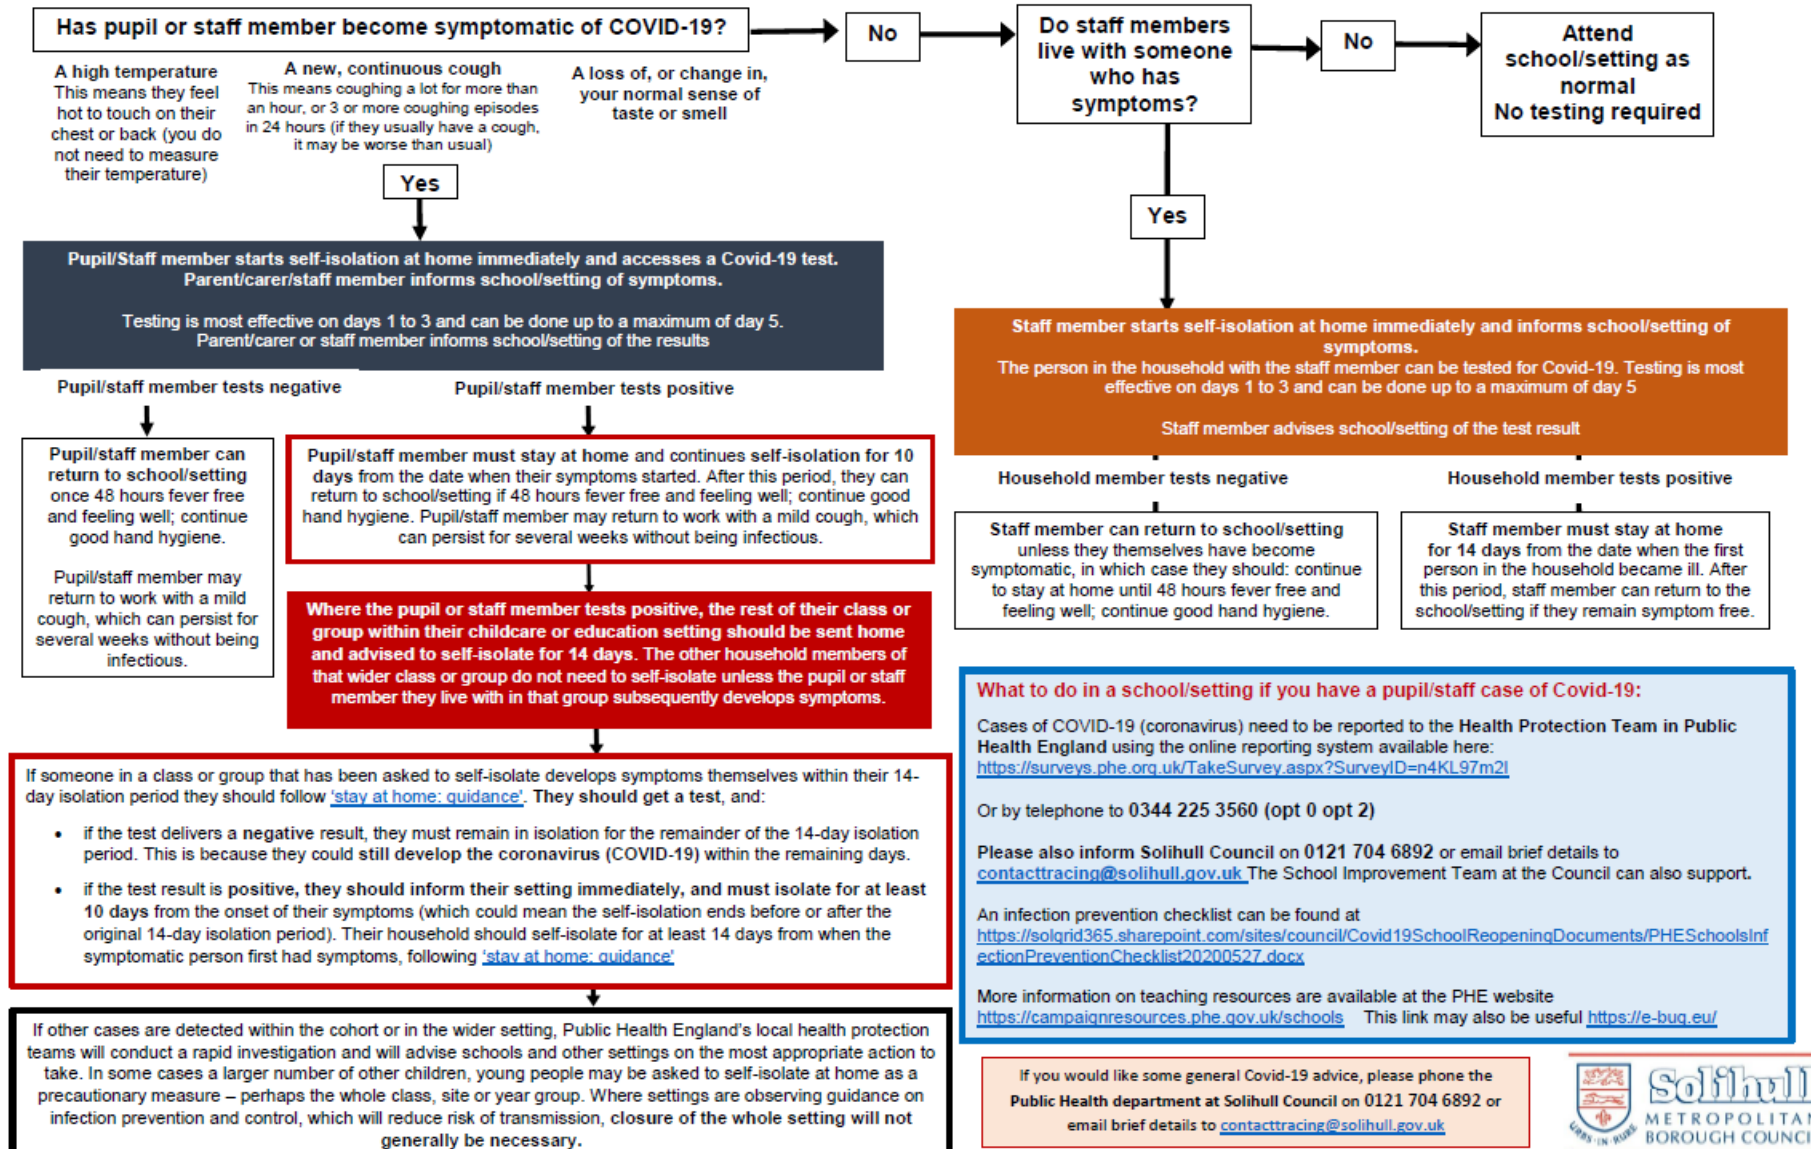 Has pupil or staff member become symptomatic of COVID-19?
A high temperature
This means they feel
hot to touch on their
chest or back (you do
not need to measure
their temperature)
A new, continuous cough
This means coughing a lot for more than
an hour, or 3 or more coughing episodes
in 24 hours (if they usually have a cough,
it may be worse than usual)
A loss of, or change in,
your normal sense of
taste or smell
No
Do staff members
live with someone
who has
symptoms?
No
Attend
school/setting as
normal
No testing required
Yes
Yes
Pupil/Staff member starts self-isolation at home immediately and accesses a Covid-19 test.
Parent/carer/staff member informs school/setting of symptoms.
Testing is most effective on days 1 to 3 and can be done up to a maximum of day 5.
Parent/carer or staff member informs school/setting of the results
Pupil/staff member tests negative
Pupil/staff member tests positive
Pupil/staff member can
return to school/setting
once 48 hours fever free
and feeling well; continue
good hand hygiene.
Pupil/staff member may
return to work with a mild
cough, which can persist for
several weeks without being
infectious.
Pupil/staff member must stay at home and continues self-isolation for 10
days from the date when their symptoms started. After this period, they can
return to school/setting if 48 hours fever free and feeling well; continue good
hand hygiene. Pupil/staff member may return to work with a mild cough, which
can persist for several weeks without being infectious.
Where the pupil or staff member tests positive, the rest of their class or
group within their childcare or education setting should be sent home
and advised to self-isolate for 14 days. The other household members of
that wider class or group do not need to self-isolate unless the pupil or staff
member they live with in that group subsequently develops symptoms.
If someone in a class or group that has been asked to self-isolate develops symptoms themselves within their 14-
day isolation period they should follow 'stay at home: guidance'. They should get a test, and:
• if the test delivers a negative result, they must remain in isolation for the remainder of the 14-day isolation
period. This is because they could still develop the coronavirus (COVID-19) within the remaining days.
• if the test result is positive, they should inform their setting immediately, and must isolate for at least
10 days from the onset of their symptoms (which could mean the self-isolation ends before or after the
original 14-day isolation period). Their household should self-isolate for at least 14 days from when the
symptomatic person first had symptoms, following 'stay at home: guidance'
If other cases are detected within the cohort or in the wider setting, Public Health England's local health protection
teams will conduct a rapid investigation and will advise schools and other settings on the most appropriate action to
take. In some cases a larger number of other children, young people may be asked to self-isolate at home as a
precautionary measure – perhaps the whole class, site or year group. Where settings are observing guidance on
infection prevention and control, which will reduce risk of transmission, closure of the whole setting will not
generally be necessary.
Staff member starts self-isolation at home immediately and informs school/setting of
symptoms.
The person in the household with the staff member can be tested for Covid-19. Testing is most
effective on days 1 to 3 and can be done up to a maximum of day 5
Staff member advises school/setting of the test result
Household member tests negative
Household member tests positive
Staff member can return to school/setting
unless they themselves have become
symptomatic, in which case they should: continue
to stay at home until 48 hours fever free and
feeling well; continue good hand hygiene.
Staff member must stay at home
for 14 days from the date when the first
person in the household became ill. After
this period, staff member can return to the
school/setting if they remain symptom free.
What to do in a school/setting if you have a pupil/staff case of Covid-19:
Cases of COVID-19 (coronavirus) need to be reported to the Health Protection Team in Public
Health England using the online reporting system available here:
https://surveys.phe.org.uk/TakeSurvey.aspx?SurveyID=n4KL97m2I
Or by telephone to 0344 225 3560 (opt 0 opt 2)
Please also inform Solihull Council on 0121 704 6892 or email brief details to
contacttracing@solihull.gov.uk The School Improvement Team at the Council can also support.
An infection prevention checklist can be found at
https://solgrid365.sharepoint.com/sites/council/Covid19SchoolReopeningDocuments/PHESchoolsInf
ectionPreventionChecklist20200527.docx
More information on teaching resources are available at the PHE website
https://campaignresources.phe.gov.uk/schools This link may also be useful https://e-bug.eu/
If you would like some general Covid-19 advice, please phone the
Public Health department at Solihull Council on 0121 704 6892 or
email brief details to contacttracing@solihull.gov.uk
URBS-IN-RURE
Solihull
METROPOLITAN
BOROUGH COUNCI